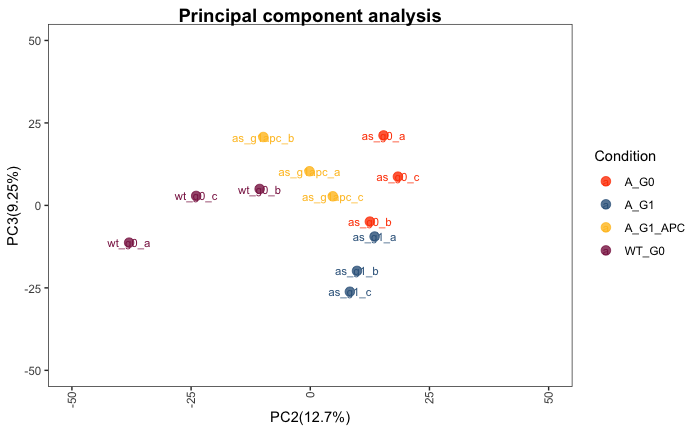 Principal component analysis
PC3(9.25%)
50
25
0
-25
-50
as_g1apc_b
as_g0_a
as_g1apc_a
as_g0_c
wt_g0_c
wt_g0_b
as_g1apc_c
as_g0_b
as_g1_a
wt_g0_a
as_g1_b
as_g1_c
-50
-25
0
25
50
PC2(12.7%)
Condition
A_G0
A_G1
A_G1_APC
WT_G0